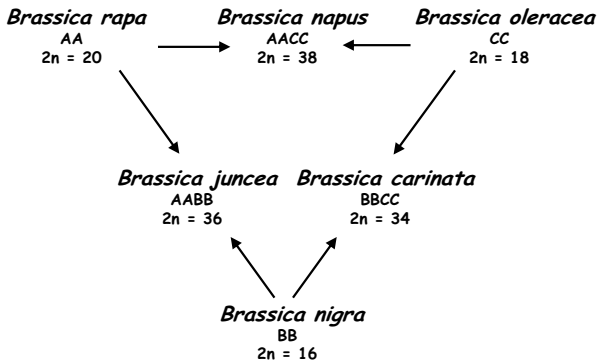 Brassica rapa
AA
2n = 20
Brassica napus
AACC
2n = 38
Brassica oleracea
CC
2n = 18
Brassica juncea
AABB
2n = 36
Brassica carinata
BBCC
2n = 34
Brassica nigra
BB
2n = 16